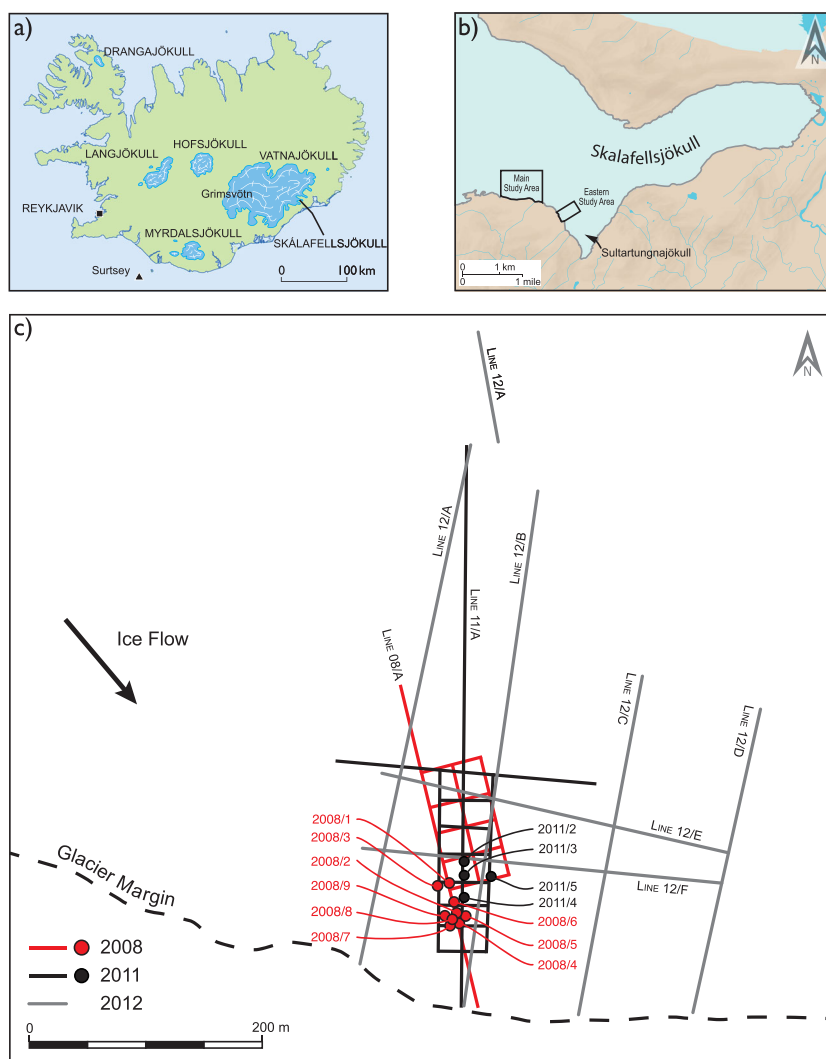 a)
DRANGAJÖKULL
HOFSJÖKULL
LANGJÖKULL
VATNAJÖKULL
Grimsvötn
REYKJAVIK
MYRDALSJÖKULL
SKÁLAFELLSJÖKULL
Surtsey
0 100 km
b)
N
Skalafellsjökull
Main
Study Area
Eastern
Study Area
Sultartungnajökull
0 1 km
0 1 mile
c)
N
LINE 12/A
LINE 12/A
LINE 12/B
LINE 11/A
Ice Flow
LINE 08/A
LINE 12/C
LINE 12/D
2008/1
2011/2
LINE 12/E
2008/3
2011/3
2008/2
Glacier Margin
2008/9
2011/5
LINE 12/F
2011/4
2008/8
2008/6
2008/7
2008/5
2008/4
2008
2011
2012
0 200 m